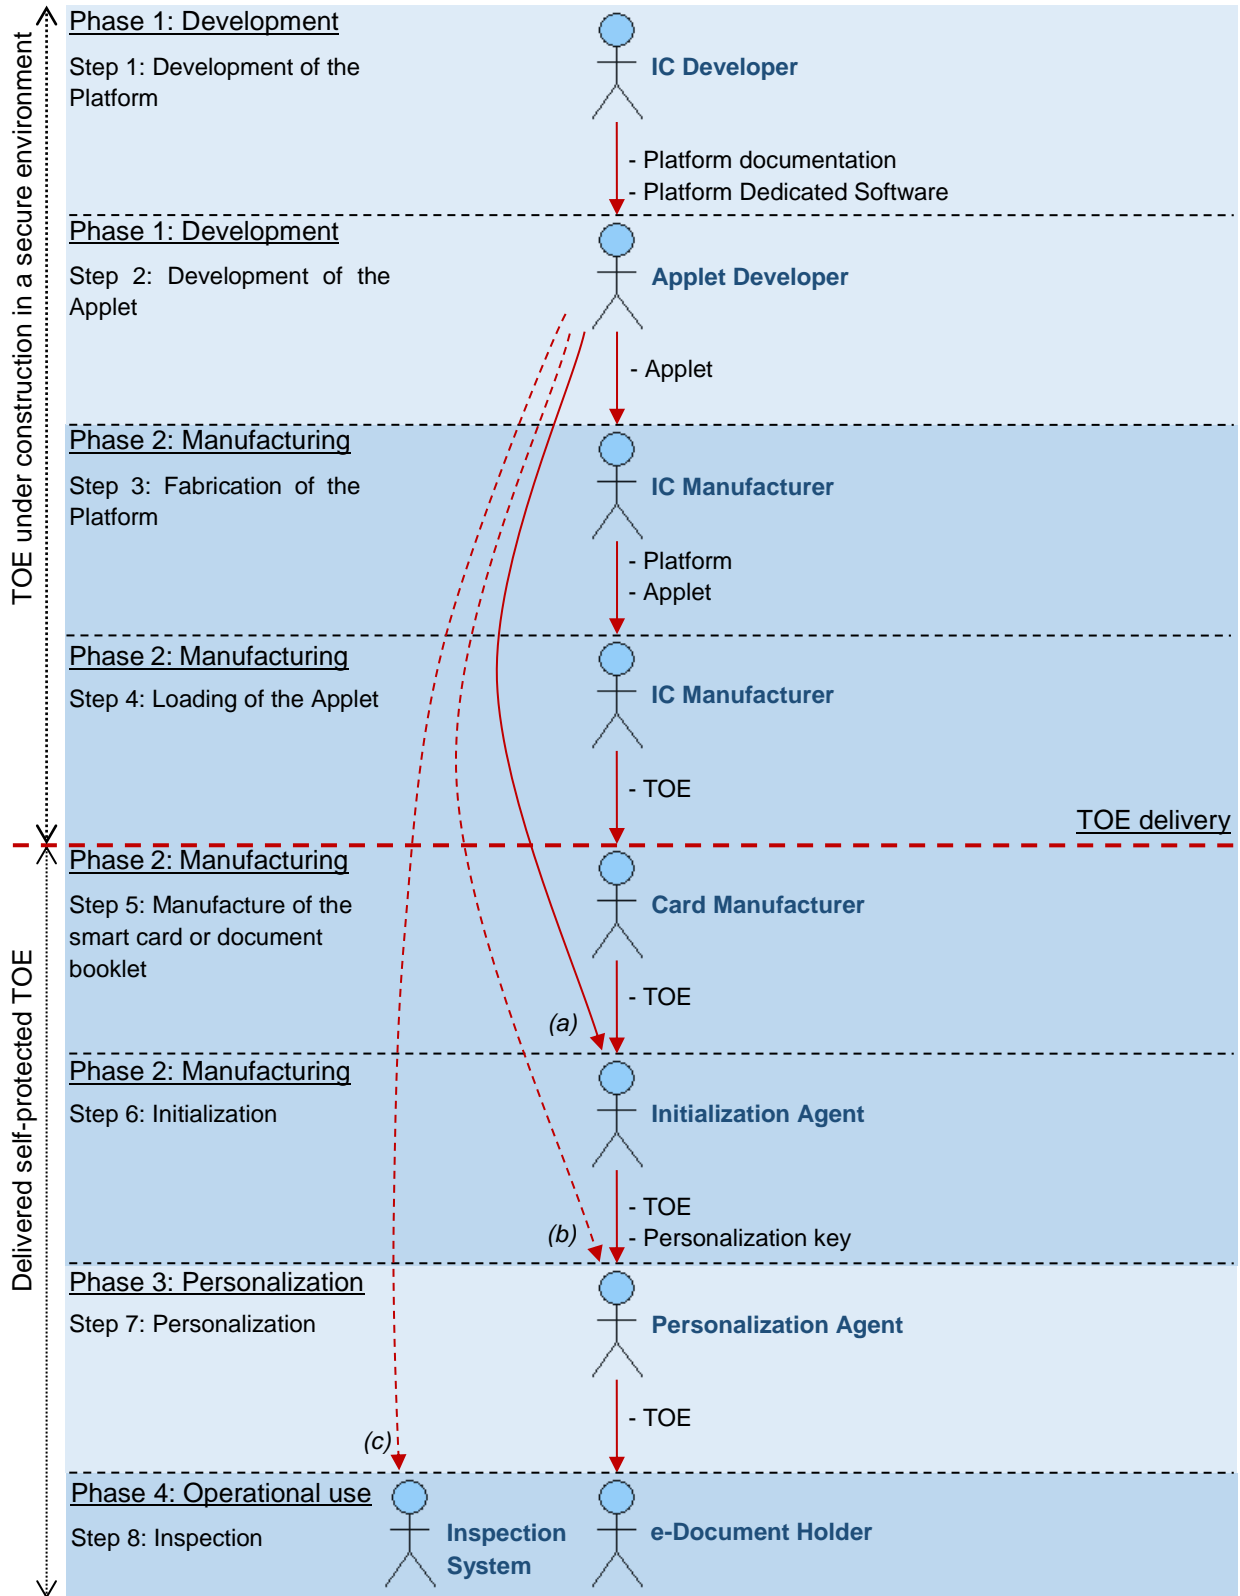 TOE under construction in a secure environment
Phase 1: Development
Step 1: Development of the
Platform
IC Developer
- Platform documentation
- Platform Dedicated Software
Phase 1: Development
Step 2: Development of the
Applet
Applet Developer
- Applet
Phase 2: Manufacturing
Step 3: Fabrication of the
Platform
IC Manufacturer
- Platform
- Applet
Phase 2: Manufacturing
Step 4: Loading of the Applet
IC Manufacturer
- TOE
TOE delivery
Delivered self-protected TOE
Phase 2: Manufacturing
Step 5: Manufacture of the
smart card or document
booklet
Card Manufacturer
- TOE
(a)
Phase 2: Manufacturing
Step 6: Initialization
Initialization Agent
- TOE
- Personalization key
(b)
Phase 3: Personalization
Step 7: Personalization
Personalization Agent
- TOE
(c)
Phase 4: Operational use
Step 8: Inspection
Inspection
System
e-Document Holder